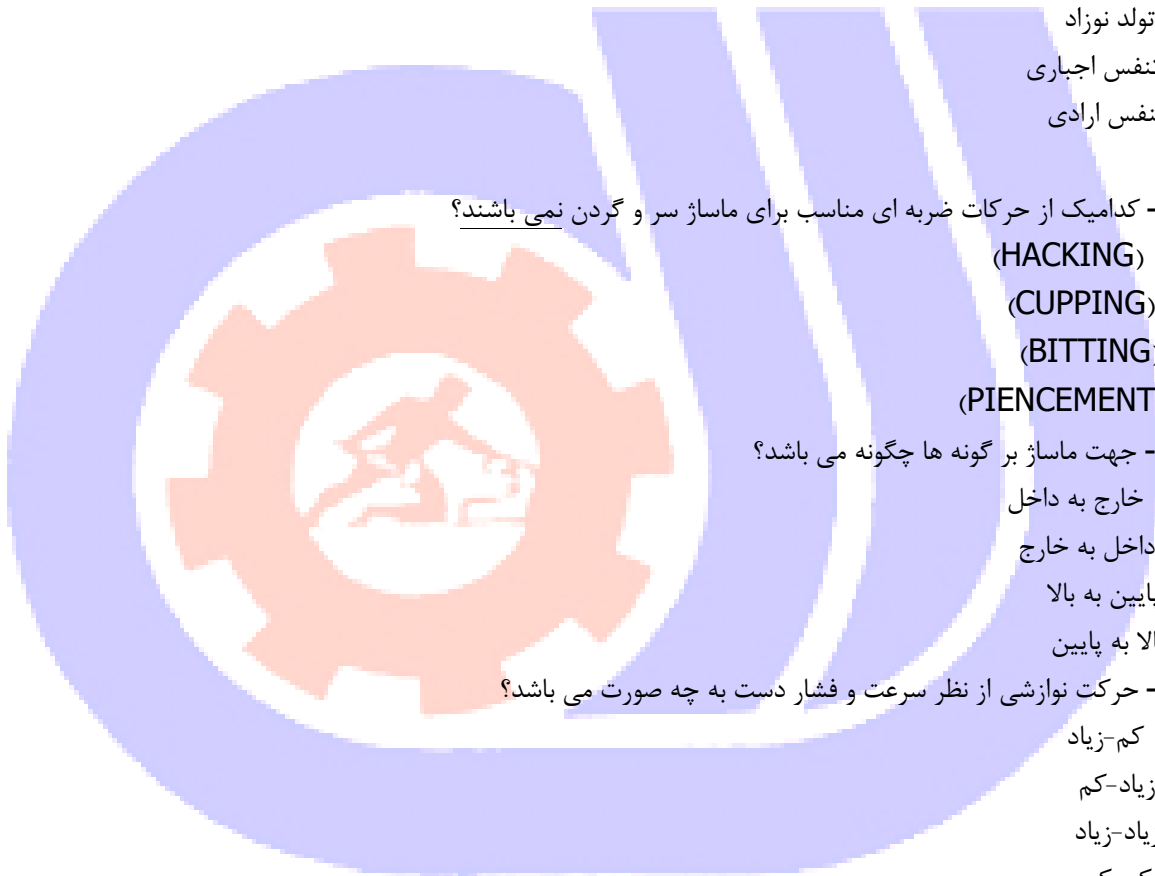 تولد نوزاد
تنفس اجباری
تنفس ارادی
- کدامیک از حرکات ضربه ای مناسب برای ماساژ سر و گردن نمی باشند؟
(HACKING)
(CUPPING)
(BITTING)
(PIENCEMENT
- جهت ماساژ بر گونه ها چگونه می باشد؟
خارج به داخل
داخل به خارج
پایین به بالا
بالا به پایین
- حرکت نوازشی از نظر سرعت و فشار دست به چه صورت می باشد؟
کم-زیاد
زیاد-کم
زیاد-زیاد